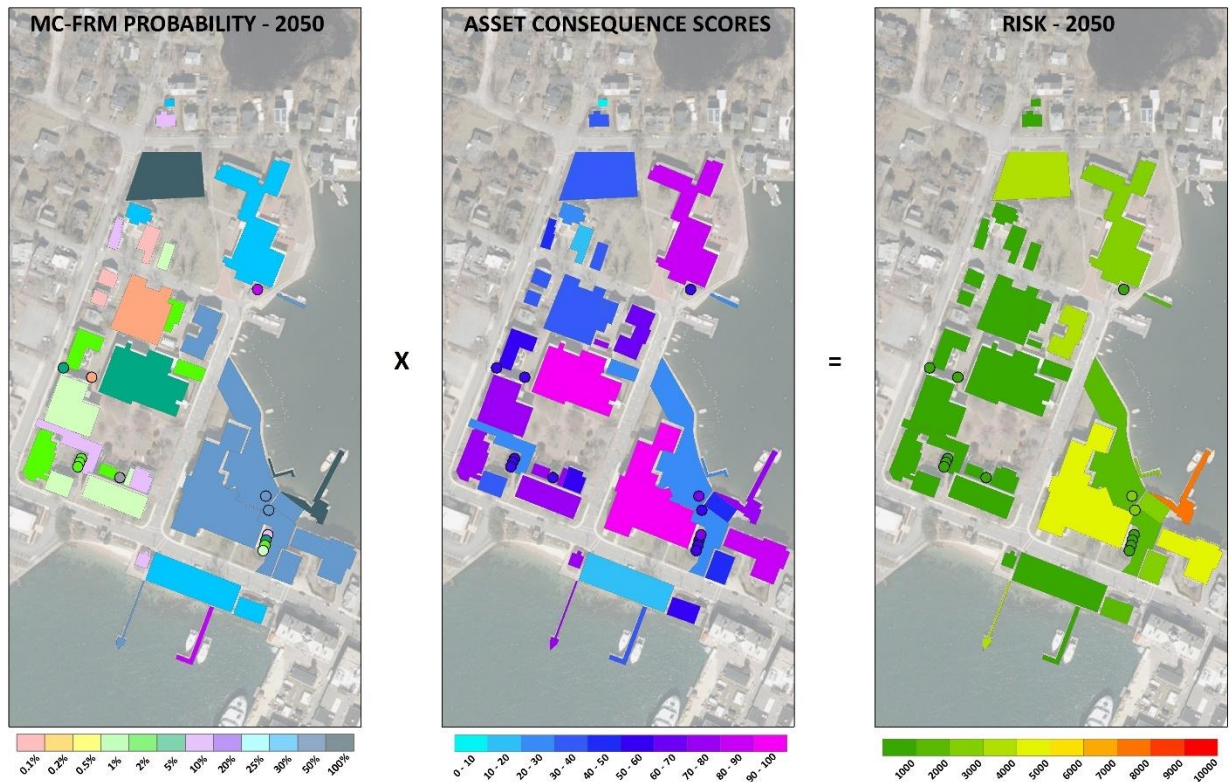 MC-FRM PROBABILITY - 2050
ASSET CONSEQUENCE SCORES
RISK - 2050
X
=
0.1% 0.2% 0.5% 1% 2% 5% 10% 20% 25% 30% 50% 100%
0 - 10 10 - 20 20 - 30 30 - 40 40 - 50 50 - 60 60 - 70 70 - 80 80 - 90 90 - 100
1000 2000 3000 4000 5000 6000 7000 8000 9000 10000